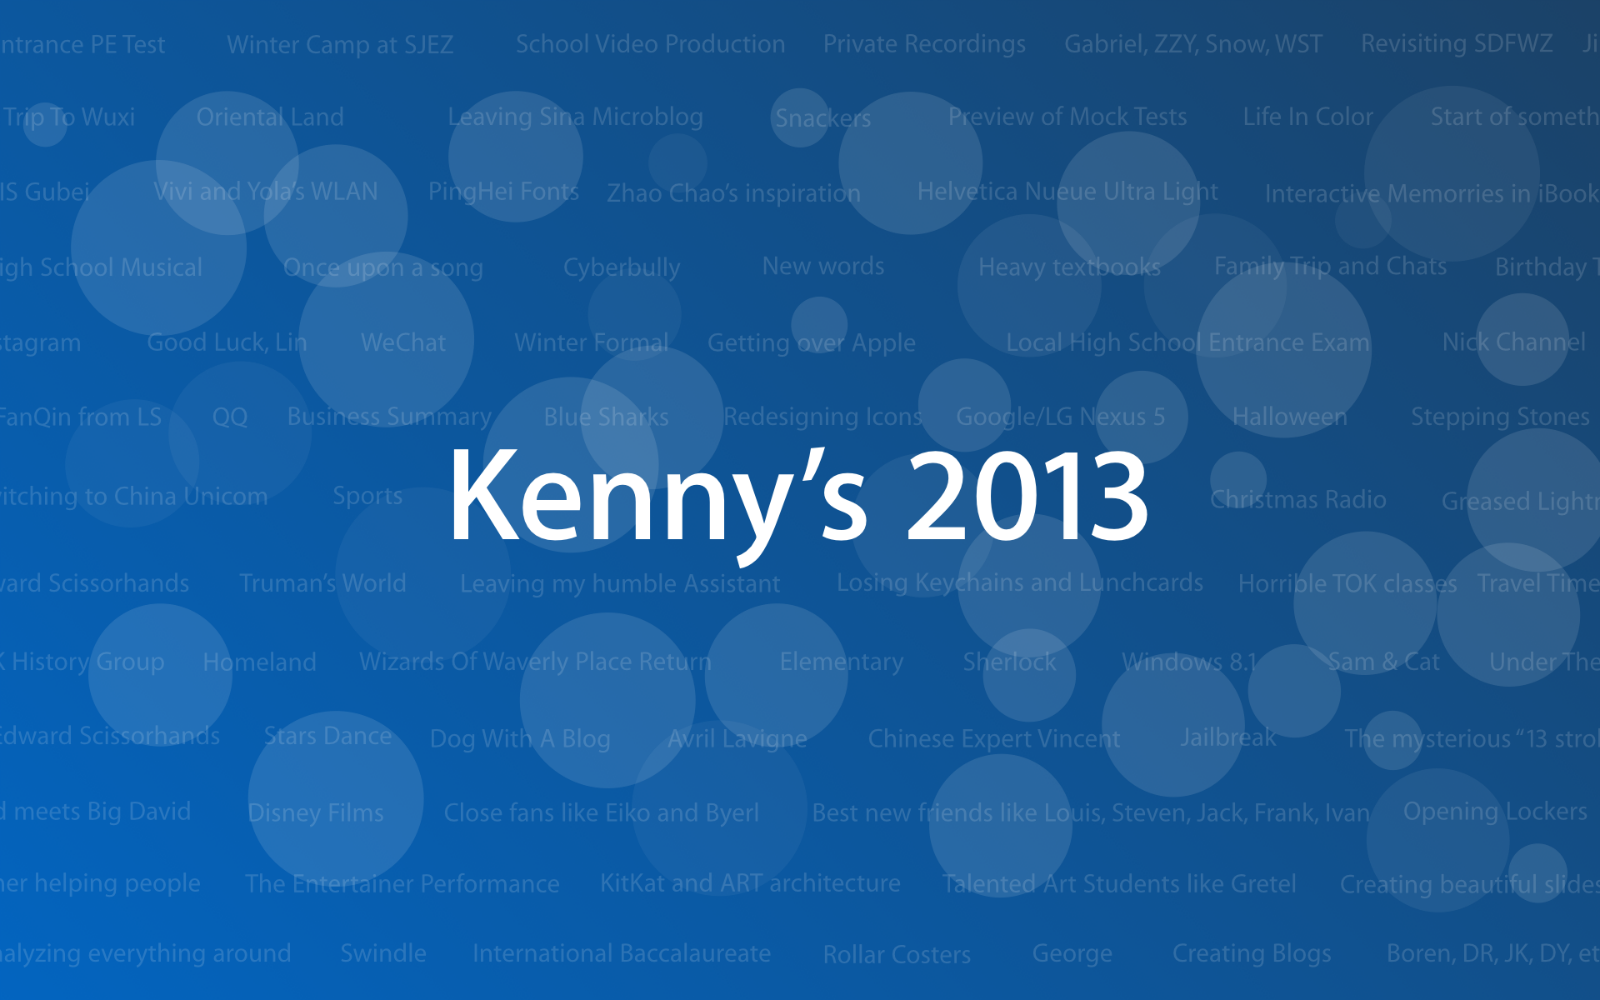 ntrance PE Test Winter Camp at SJEZ School Video Production Private Recordings Gabriel, ZZY, Snow, WST Revisiting SDFWZ Ji
Trip To Wuxi Oriental Land Leaving Sina Microblog Snackers Preview of Mock Tests Life In Color Start of someth
IS Gubei Vivi and Yola's WLAN PingHei Fonts Zhao Chao's inspiration Helvetica Nueue Ultra Light Interactive Memorries in iBook
igh School Musical Once upon a song Cyberbully New words Heavy textbooks Family Trip and Chats Birthday T
stagram Good Luck, Lin WeChat Winter Formal Getting over Apple Local High School Entrance Exam Nick Channel
FanQin from LS QQ Business Summary Blue Sharks Redesigning Icons Google/LG Nexus 5 Halloween Stepping Stones
Kenny's 2013
itching to China Unicom Sports Christmas Radio Greased Lightn
vard Scissorhands Truman's World Leaving my humble Assistant Losing Keychains and Lunchcards Horrible TOK classes Travel Time
K History Group Homeland Wizards Of Waverly Place Return Elementary Sherlock Windows 8.1 Sam & Cat Under The
Edward Scissorhands Stars Dance Dog With A Blog Avril Lavigne Chinese Expert Vincent Jailbreak The mysterious "13 strok
d meets Big David Disney Films Close fans like Eiko and Byerl Best new friends like Louis, Steven, Jack, Frank, Ivan Opening Lockers
er helping people The Entertainer Performance KitKat and ART architecture Talented Art Students like Gretel Creating beautiful slides
nalyzing everything around Swindle International Baccalaureate Rollar Costers George Creating Blogs Boren, DR, JK, DY, et